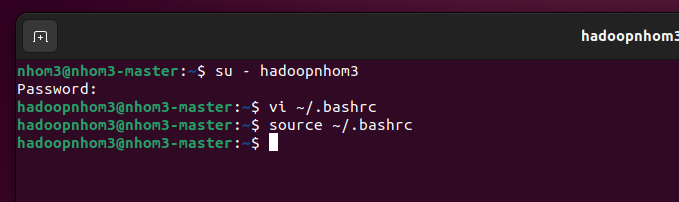 hadoopnhom3
nhom3@nhom3-master:~$ su - hadoopnhom3
Password:
hadoopnhom3@nhom3-master:~$ vi ~/.bashrc
hadoopnhom3@nhom3-master:~$ source ~/.bashrc
hadoopnhom3@nhom3-master:~$